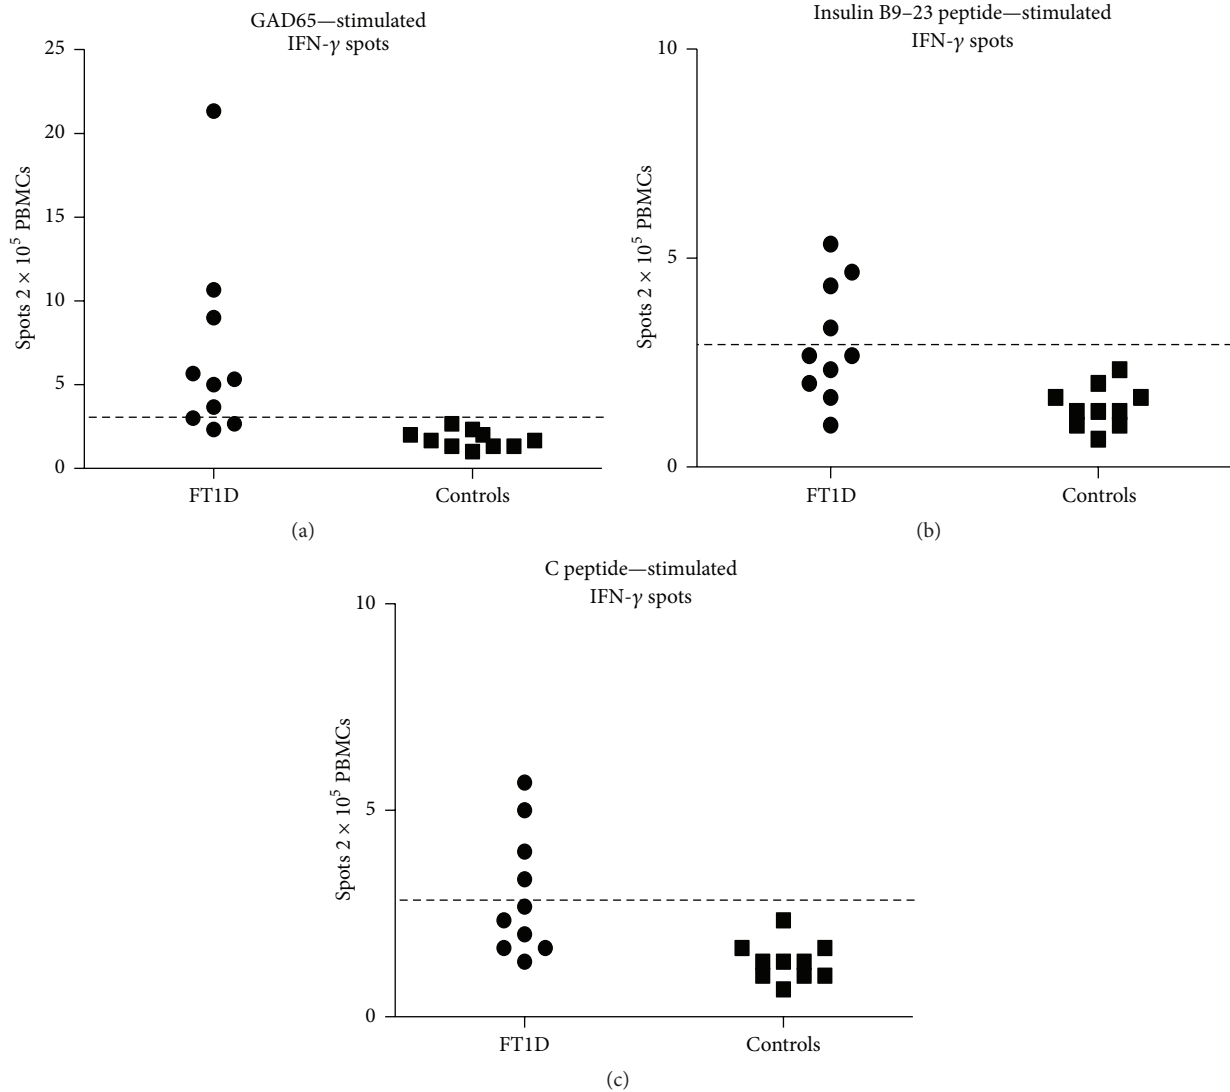 GAD65—stimulated
IFN-γ spots
25
20
15
10
5
0
Spots 2 × 10⁵ PBMCs
FT1D
Controls
(a)
Insulin B9–23 peptide—stimulated
IFN-γ spots
10
5
0
Spots 2 × 10⁵ PBMCs
FT1D
Controls
(b)
C peptide—stimulated
IFN-γ spots
10
5
0
Spots 2 × 10⁵ PBMCs
FT1D
Controls
(c)